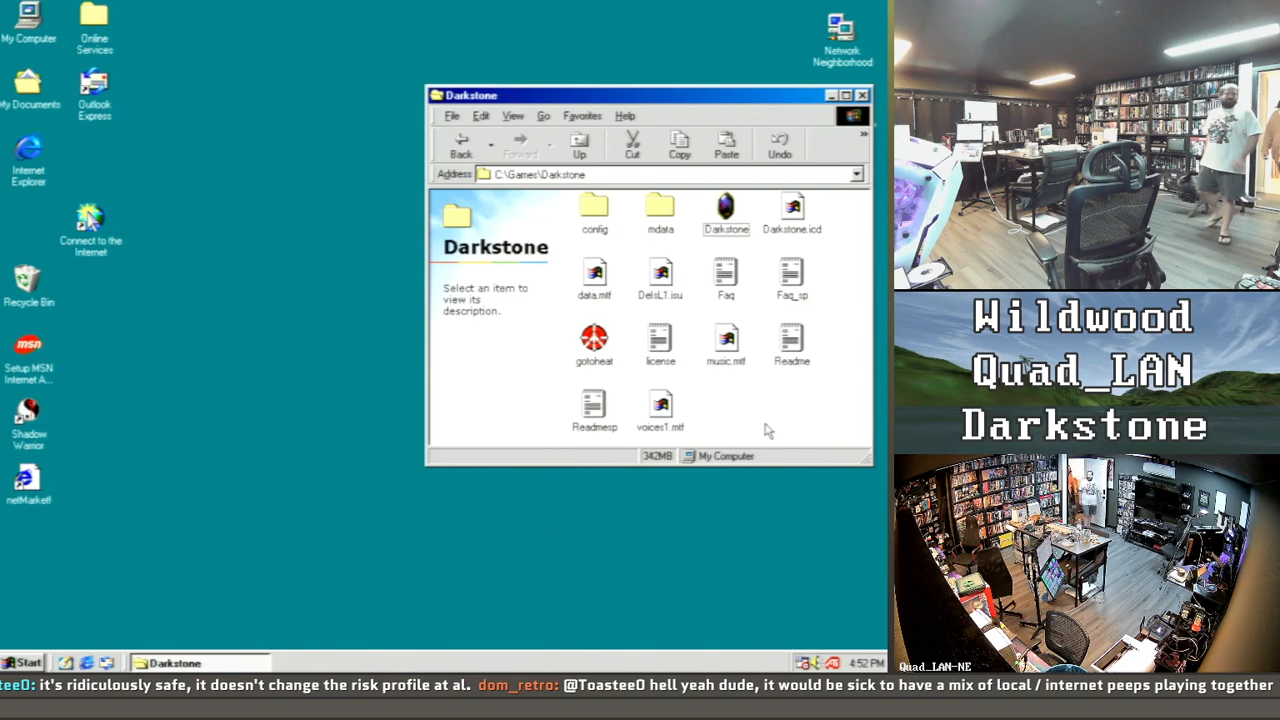 My Computer
Online
Services
Network
Neighborhood
My Documents
Outlook
Express
Internet
Explorer
Connect to the
Internet
Recycle Bin
msn
Setup MSN
Internet A...
Shadow
Warrior
netMarket!
Darkstone
File Edit View Go Favorites Help
Back Forward Up Cut Copy Paste Undo
Address C:\Games\Darkstone
Darkstone
Select an item to
view its
description.
config mdata Darkstone Darkstone.icd
data.mtf DelsL1.isu Faq Faq_sp
gotoheat license music.mtf Readme
Readmesp voices1.mtf
342MB My Computer
Start Darkstone 4:52 PM
Wildwood
Quad_LAN
Darkstone
Quad_LAN-NE
teeO: it's ridiculously safe, it doesn't change the risk profile at al. dom_retro: @ToasteeO hell yeah dude, it would be sick to have a mix of local / internet peeps playing together